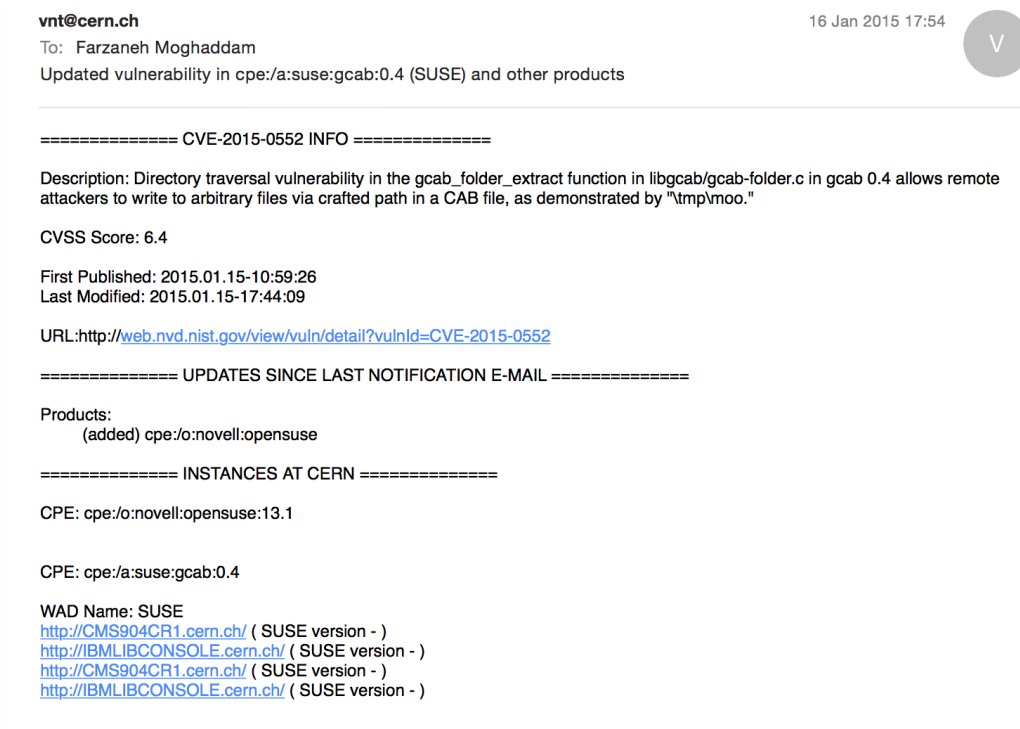 vnt@cern.ch
16 Jan 2015 17:54
V
To: Farzaneh Moghaddam
Updated vulnerability in cpe:/a:suse:gcab:0.4 (SUSE) and other products
============== CVE-2015-0552 INFO ==============
Description: Directory traversal vulnerability in the gcab_folder_extract function in libgcab/gcab-folder.c in gcab 0.4 allows remote
attackers to write to arbitrary files via crafted path in a CAB file, as demonstrated by "\tmp\moo."
CVSS Score: 6.4
First Published: 2015.01.15-10:59:26
Last Modified: 2015.01.15-17:44:09
URL:http://web.nvd.nist.gov/view/vuln/detail?vulnId=CVE-2015-0552
============== UPDATES SINCE LAST NOTIFICATION E-MAIL ==============
Products:
(added) cpe:/o:novell:opensuse
============== INSTANCES AT CERN ==============
CPE: cpe:/o:novell:opensuse:13.1
CPE: cpe:/a:suse:gcab:0.4
WAD Name: SUSE
http://CMS904CR1.cern.ch/ ( SUSE version - )
http://IBMLIBCONSOLE.cern.ch/ ( SUSE version - )
http://CMS904CR1.cern.ch/ ( SUSE version - )
http://IBMLIBCONSOLE.cern.ch/ ( SUSE version - )